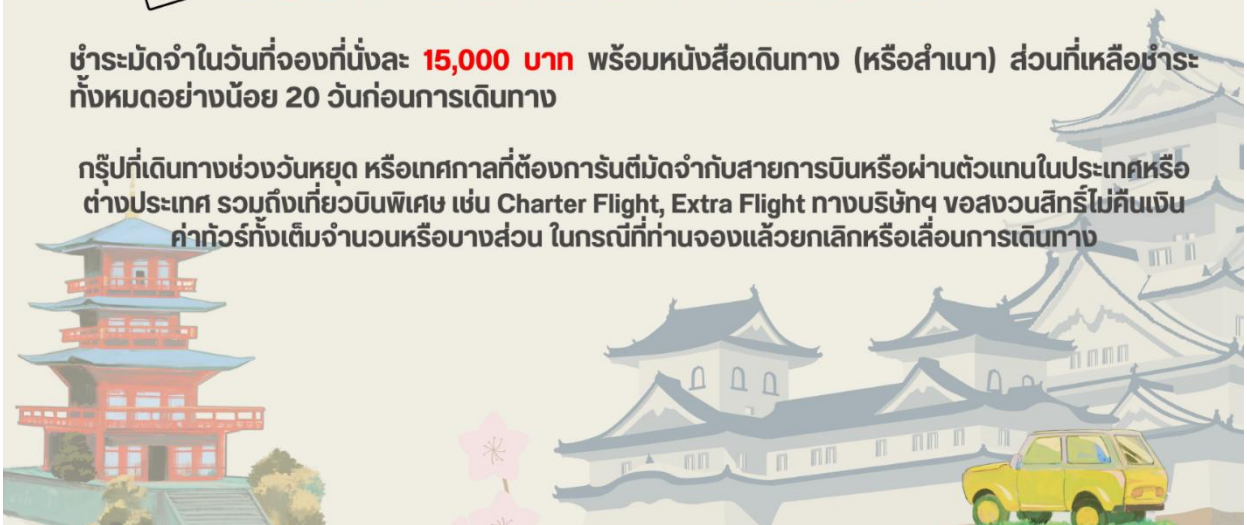 ชำระมัดจำในวันที่จองที่นั่งละ 15,000 บาท พร้อมหนังสือเดินทาง (หรือสำเนา) ส่วนที่เหลือชำระ
ทั้งหมดอย่างน้อย 20 วันก่อนการเดินทาง
กรุ๊ปที่เดินทางช่วงวันหยุด หรือเทศกาลที่ต้องการันตีมัดจำกับสายการบินหรือผ่านตัวแทนในประเทศหรือ
ต่างประเทศ รวมถึงเที่ยวบินพิเศษ เช่น Charter Flight, Extra Flight ทางบริษัทฯ ขอสงวนสิทธิ์ไม่คืนเงิน
ค่าทัวร์ทั้งเต็มจำนวนหรือบางส่วน ในกรณีที่ท่านจองแล้วยกเลิกหรือเลื่อนการเดินทาง